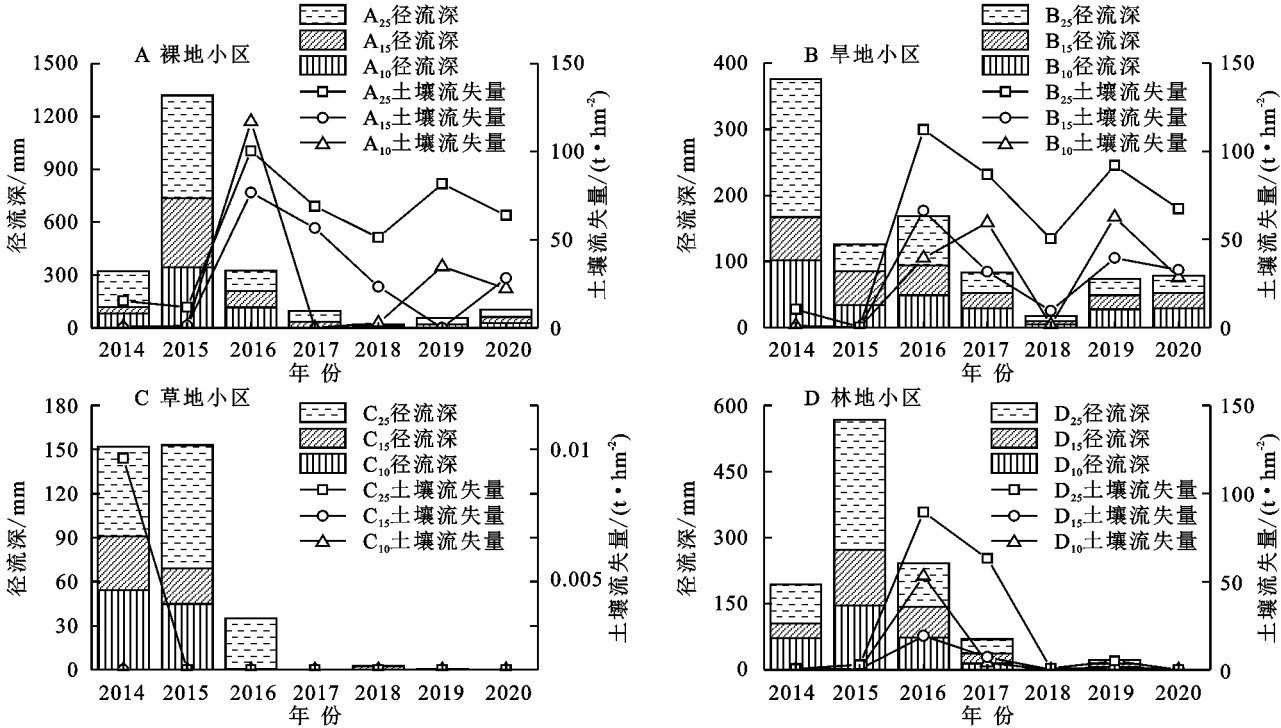 A 裸地小区
A25径流深
A15径流深
A10径流深
A25土壤流失量
A15土壤流失量
A10土壤流失量
径流深/mm
1500
1200
900
600
300
0
土壤流失量/(t·hm-2)
150
100
50
0
2014 2015 2016 2017 2018 2019 2020
年 份
B 旱地小区
B25径流深
B15径流深
B10径流深
B25土壤流失量
B15土壤流失量
B10土壤流失量
径流深/mm
400
300
200
100
0
土壤流失量/(t·hm-2)
150
100
50
0
2014 2015 2016 2017 2018 2019 2020
年 份
C 草地小区
C25径流深
C15径流深
C10径流深
C25土壤流失量
C15土壤流失量
C10土壤流失量
径流深/mm
180
150
120
90
60
30
0
土壤流失量/(t·hm-2)
0.01
0.005
2014 2015 2016 2017 2018 2019 2020
年 份
D 林地小区
D25径流深
D15径流深
D10径流深
D25土壤流失量
D15土壤流失量
D10土壤流失量
径流深/mm
600
450
300
150
0
土壤流失量/(t·hm-2)
150
100
50
0
2014 2015 2016 2017 2018 2019 2020
年 份